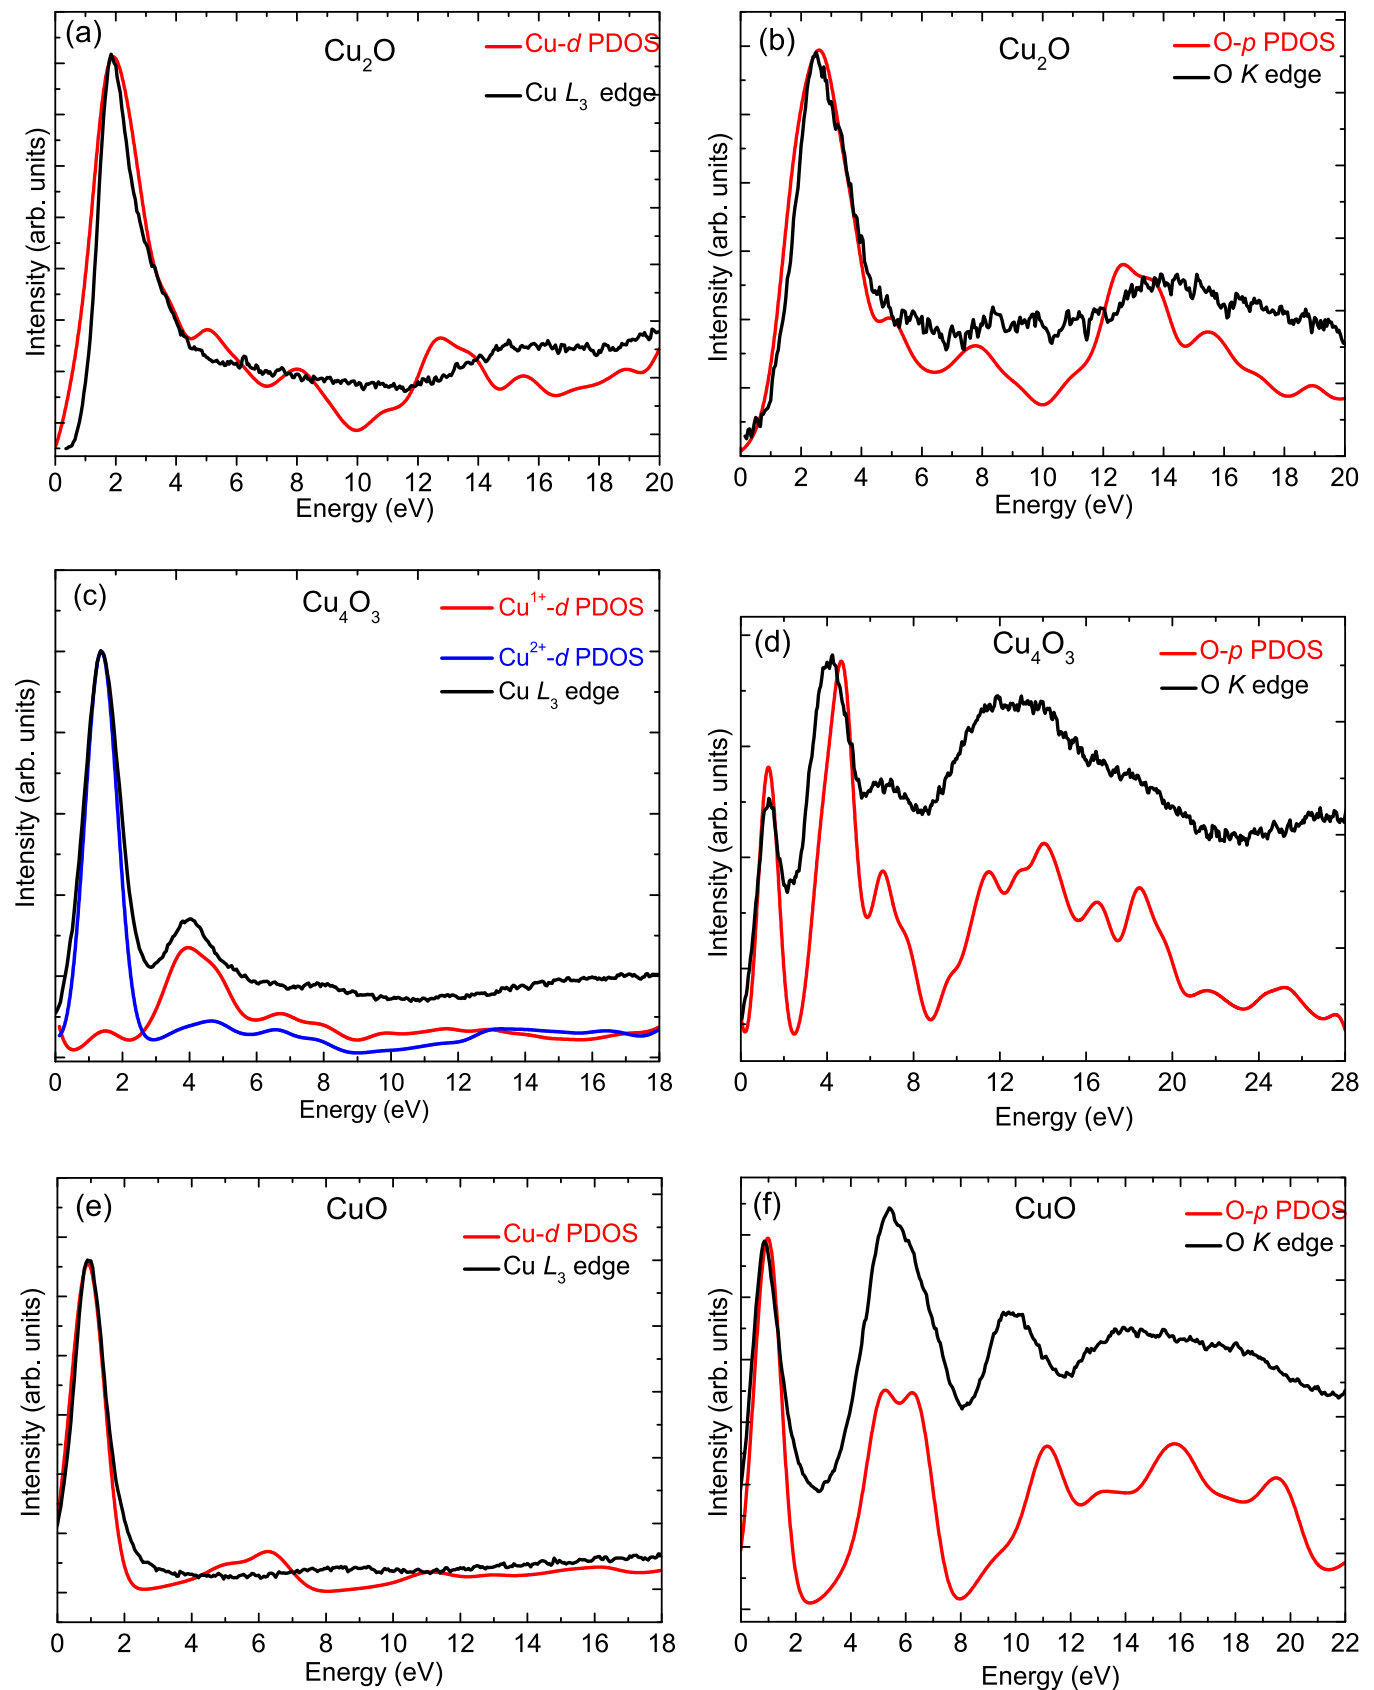 (a)
Cu₂O
Cu-d PDOS
Cu L₃ edge
Intensity (arb. units)
0 2 4 6 8 10 12 14 16 18 20
Energy (eV)
(b)
Cu₂O
O-p PDOS
O K edge
Intensity (arb. units)
0 2 4 6 8 10 12 14 16 18 20
Energy (eV)
(c)
Cu₄O₃
Cu¹⁺-d PDOS
Cu²⁺-d PDOS
Cu L₃ edge
Intensity (arb. units)
0 2 4 6 8 10 12 14 16 18
Energy (eV)
(d)
Cu₄O₃
O-p PDOS
O K edge
Intensity (arb. units)
0 4 8 12 16 20 24 28
Energy (eV)
(e)
CuO
Cu-d PDOS
Cu L₃ edge
Intensity (arb. units)
0 2 4 6 8 10 12 14 16 18
Energy (eV)
(f)
CuO
O-p PDOS
O K edge
Intensity (arb. units)
0 2 4 6 8 10 12 14 16 18 20 22
Energy (eV)